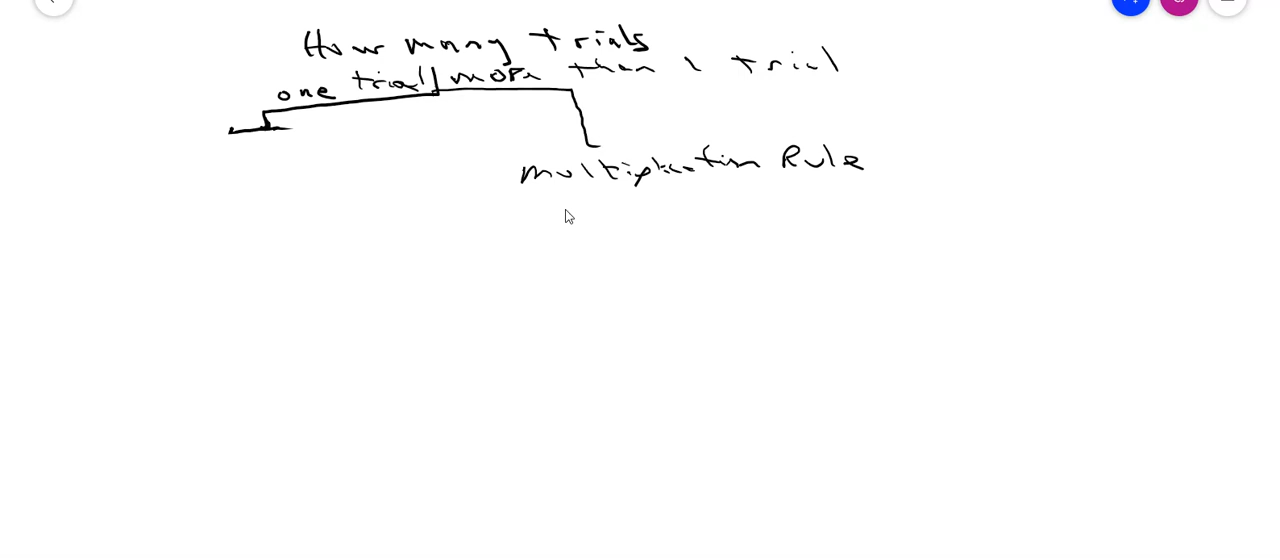 How many trials
one trial more than 1 trial
multiplication Rule